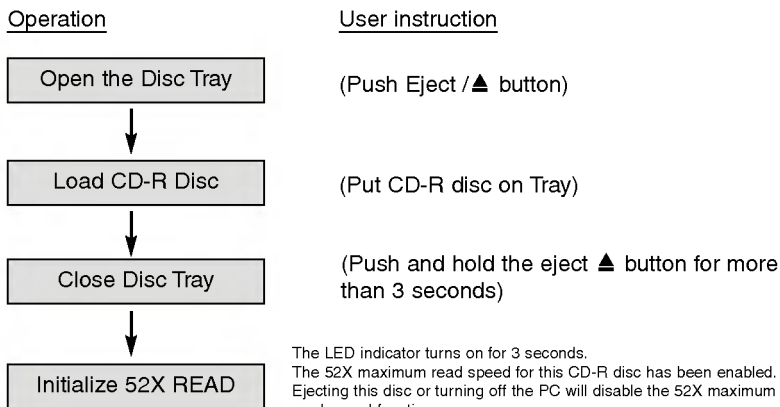 Operation
User instruction
Open the Disc Tray
(Push Eject /≜ button)
Load CD-R Disc
(Put CD-R disc on Tray)
Close Disc Tray
(Push and hold the eject ≜ button for more
than 3 seconds)
Initialize 52X READ
The LED indicator turns on for 3 seconds.
The 52X maximum read speed for this CD-R disc has been enabled.
Ejecting this disc or turning off the PC will disable the 52X maximum